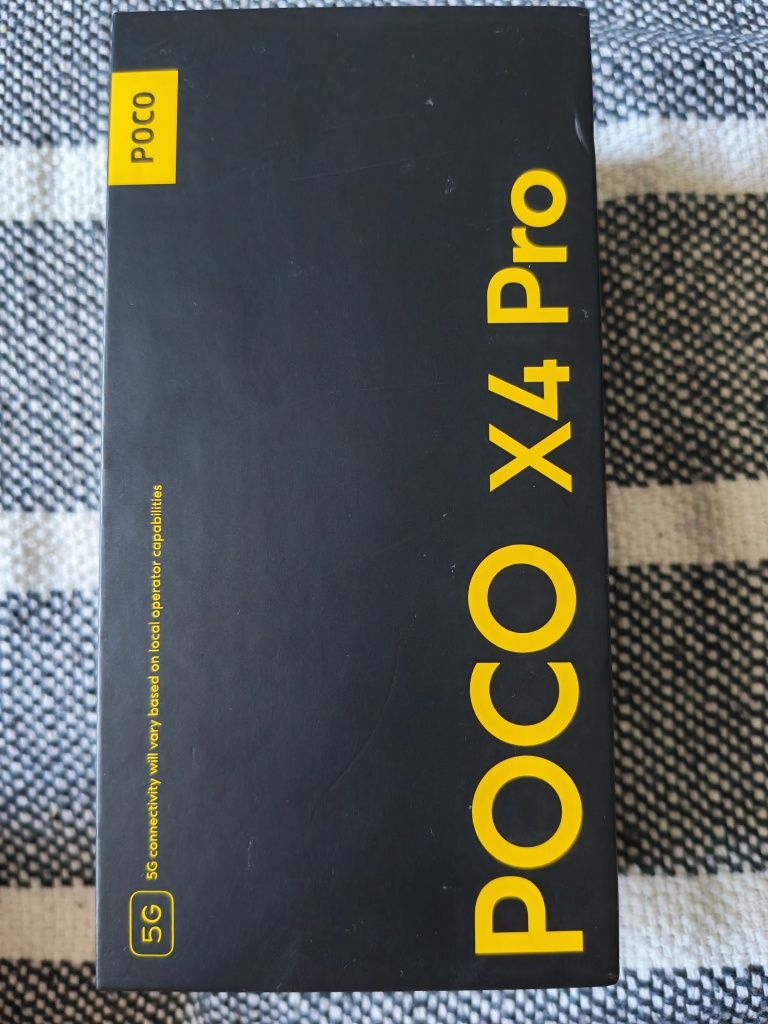 POCO
5G 5G connectivity will vary based on local operator capabilities
POCO X4 Pro